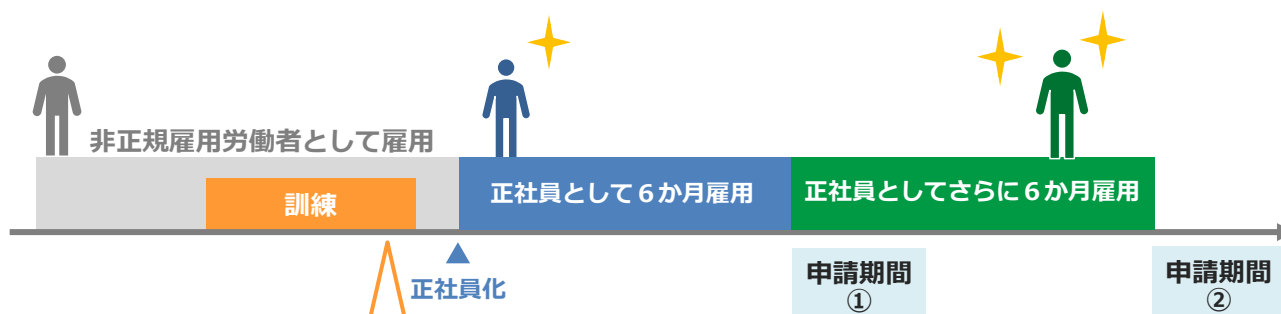 非正規雇用労働者として雇用
訓練
正社員として６か月雇用
正社員としてさらに６か月雇用
正社員化
申請期間
①
申請期間
②